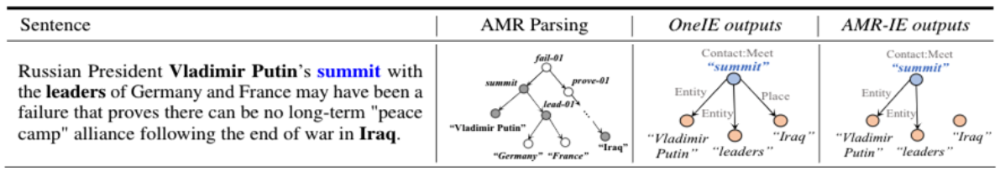 Sentence AMR Parsing OneIE outputs AMR-IE outputs
Russian President Vladimir Putin's summit with
the leaders of Germany and France may have been a
failure that proves there can be no long-term "peace
camp" alliance following the end of war in Iraq.
fail-01
summit
prove-01
lead-01
"Vladimir Putin"
"Germany" "France"
"Iraq"
Contact:Meet
"summit"
Entity
Entity
Place
"Vladimir
Putin"
"leaders"
"Iraq"
Contact:Meet
"summit"
Entity
Entity
"Vladimir
Putin"
"leaders"
"Iraq"